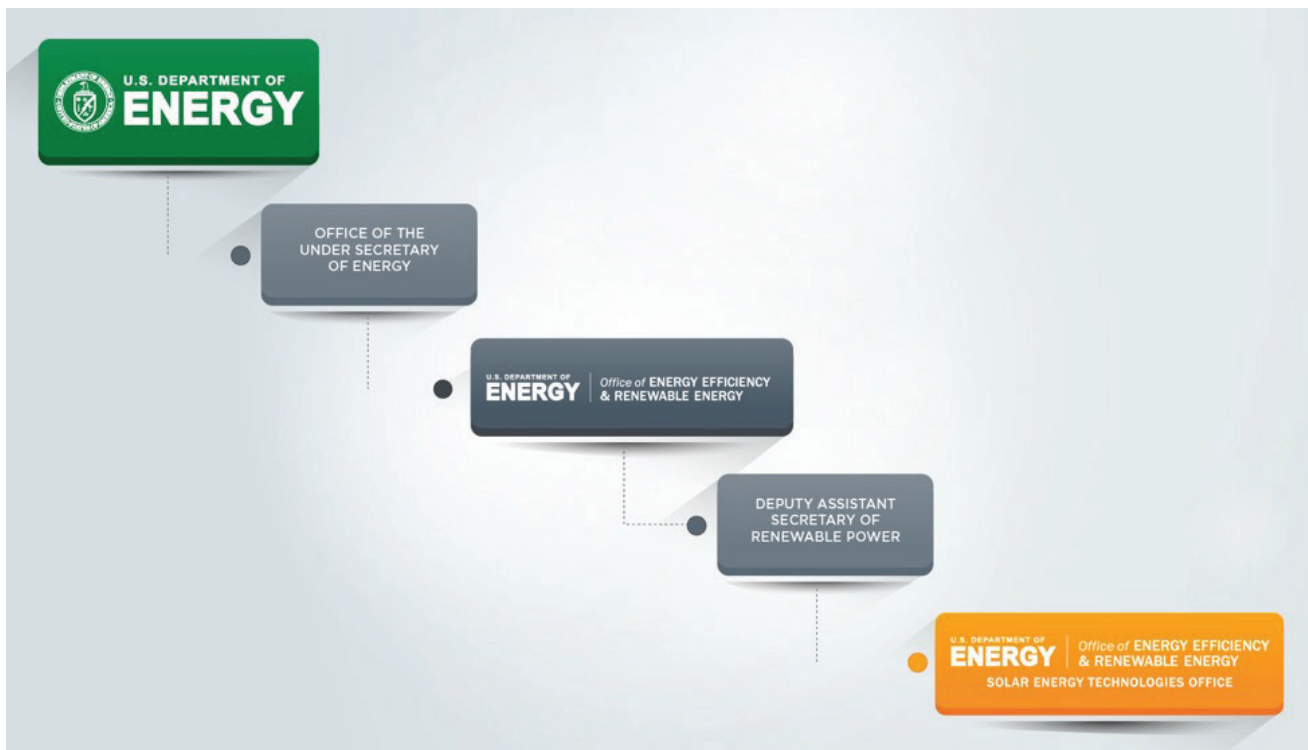 U.S. DEPARTMENT OF
ENERGY
OFFICE OF THE
UNDER SECRETARY
OF ENERGY
U.S. DEPARTMENT OF
ENERGY
Office of ENERGY EFFICIENCY
& RENEWABLE ENERGY
DEPUTY ASSISTANT
SECRETARY OF
RENEWABLE POWER
U.S. DEPARTMENT OF
ENERGY
Office of ENERGY EFFICIENCY
& RENEWABLE ENERGY
SOLAR ENERGY TECHNOLOGIES OFFICE